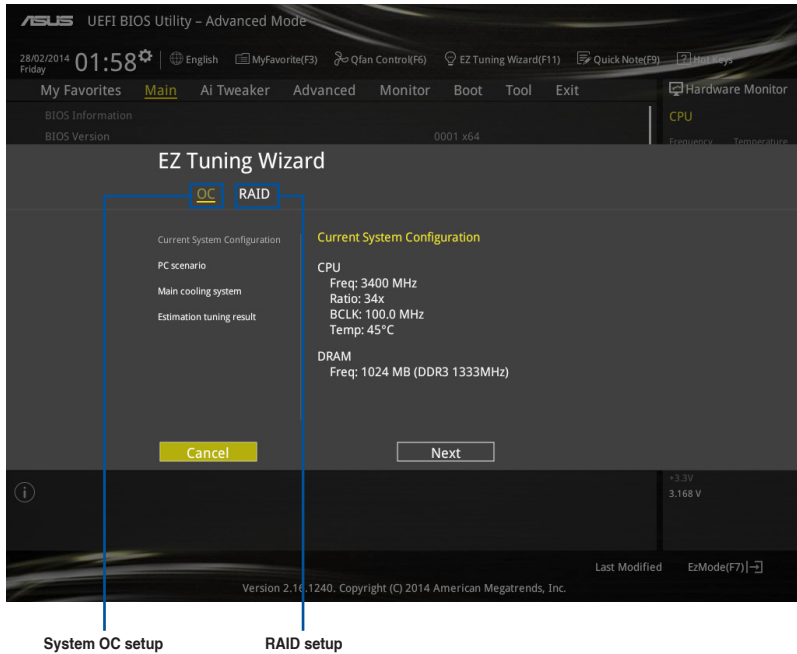 ASUS UEFI BIOS Utility – Advanced Mode
28/02/2014 Friday 01:58 English MyFavorite(F3) Qfan Control(F6) EZ Tuning Wizard(F11) Quick Note(F9) ? Hot Keys
My Favorites Main Ai Tweaker Advanced Monitor Boot Tool Exit Hardware Monitor
BIOS Information CPU
BIOS Version 0001 x64
Frequency Temperature
EZ Tuning Wizard
OC RAID
Current System Configuration
PC scenario
Main cooling system
Estimation tuning result
Current System Configuration
CPU
Freq: 3400 MHz
Ratio: 34x
BCLK: 100.0 MHz
Temp: 45°C
DRAM
Freq: 1024 MB (DDR3 1333MHz)
Cancel Next
+3.3V
3.168 V
Last Modified EzMode(F7)
Version 2.16.1240. Copyright (C) 2014 American Megatrends, Inc.
System OC setup RAID setup